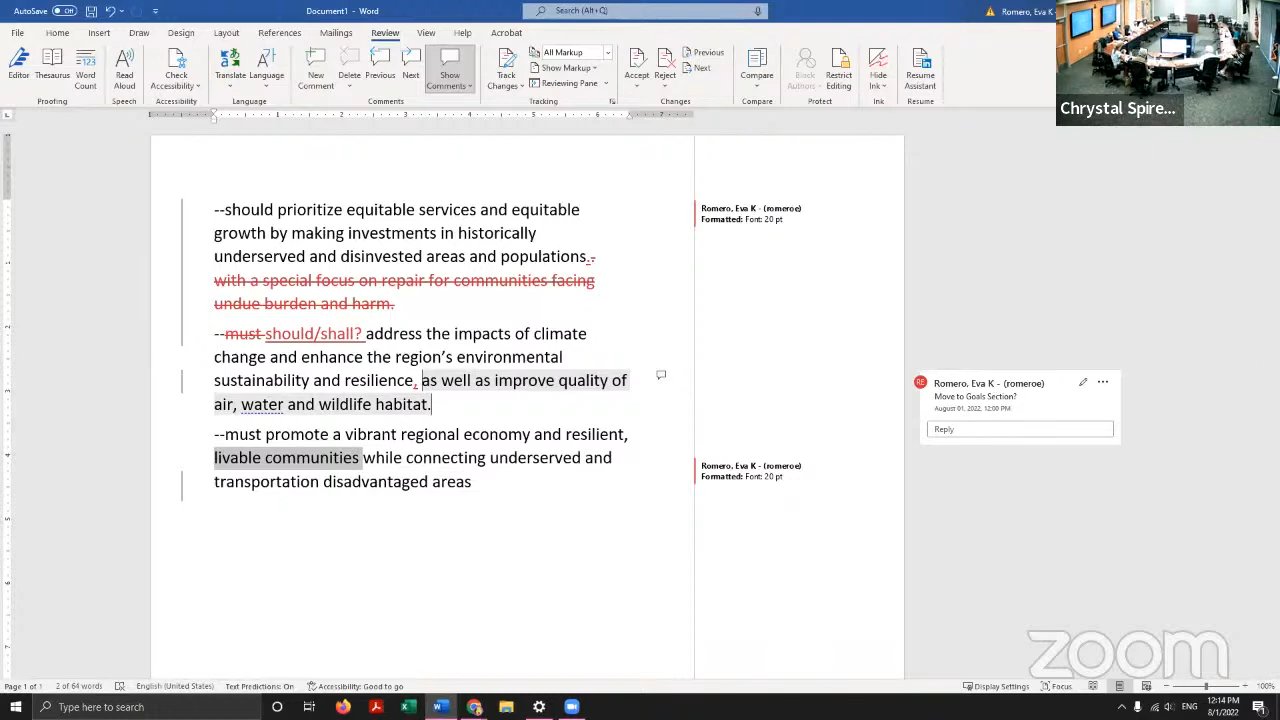 Search (Alt+Q)
Romero, Eva K
File
Home
Insert
Draw
Design
Layout
References
Mailings
Review
View
Help
Acrobat
Editor
Thesaurus
Word Count
Read Aloud
Check Accessibility
Translate
Language
New Comment
Delete
Previous
Next
Show Comments
Track Changes
All Markup
Show Markup
Reviewing Pane
Accept
Reject
Previous
Next
Compare
Block Authors
Restrict Editing
Hide Ink
Resume Assistant
Proofing
Speech
Accessibility
Language
Comments
Tracking
Changes
Compare
Protect
Ink
Resume
Chrystal Spire...
--should prioritize equitable services and equitable
growth by making investments in historically
underserved and disinvested areas and populations.-
with a special focus on repair for communities facing
undue burden and harm.
--must should/shall? address the impacts of climate
change and enhance the region's environmental
sustainability and resilience, as well as improve quality of
air, water and wildlife habitat.
--must promote a vibrant regional economy and resilient,
livable communities while connecting underserved and
transportation disadvantaged areas
Romero, Eva K - (romeroe)
Formatted: Font: 20 pt
Romero, Eva K - (romeroe)
Formatted: Font: 20 pt
RE
Romero, Eva K - (romeroe)
Move to Goals Section?
August 01, 2022, 12:00 PM
Reply
zoom
Page 1 of 1
2 of 64 words
English (United States)
Text Predictions: On
Accessibility: Good to go
Display Settings
Focus
100%
Type here to search
12:14 PM
8/1/2022